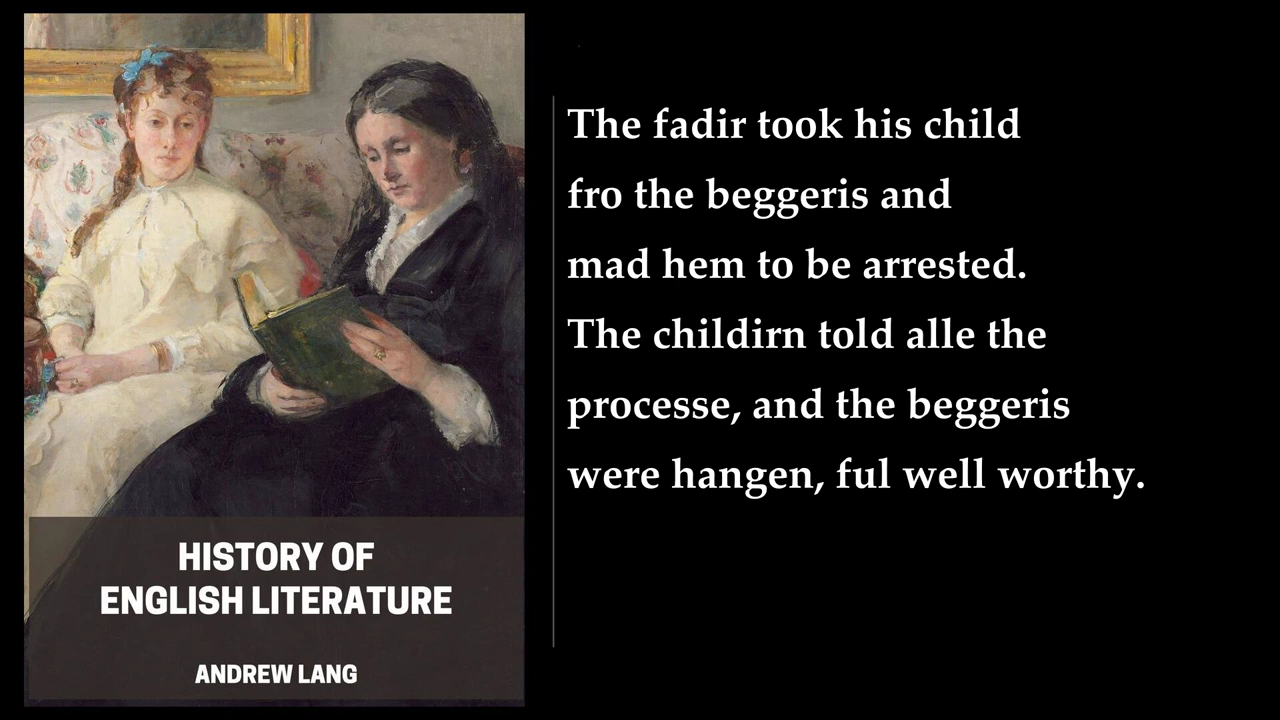 The fadir took his child
fro the beggeris and
mad hem to be arrested.
The childirn told alle the
processe, and the beggeris
were hangen, ful well worthy.
HISTORY OF
ENGLISH LITERATURE
ANDREW LANG